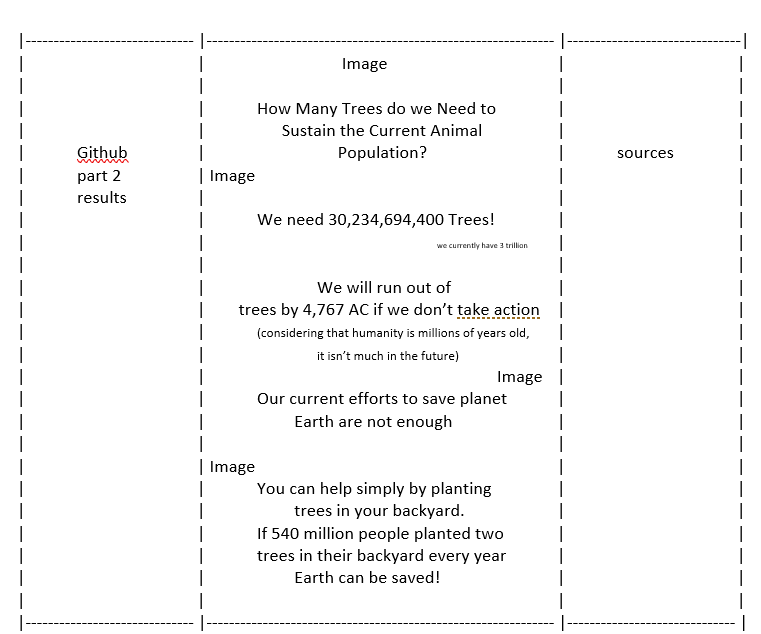 Image
How Many Trees do we Need to
Sustain the Current Animal
Population?
Github
part 2
results
Image
We need 30,234,694,400 Trees!
we currently have 3 trillion
We will run out of
trees by 4,767 AC if we don’t take action
(considering that humanity is millions of years old,
it isn’t much in the future)
Image
Our current efforts to save planet
Earth are not enough
Image
You can help simply by planting
trees in your backyard.
If 540 million people planted two
trees in their backyard every year
Earth can be saved!
sources